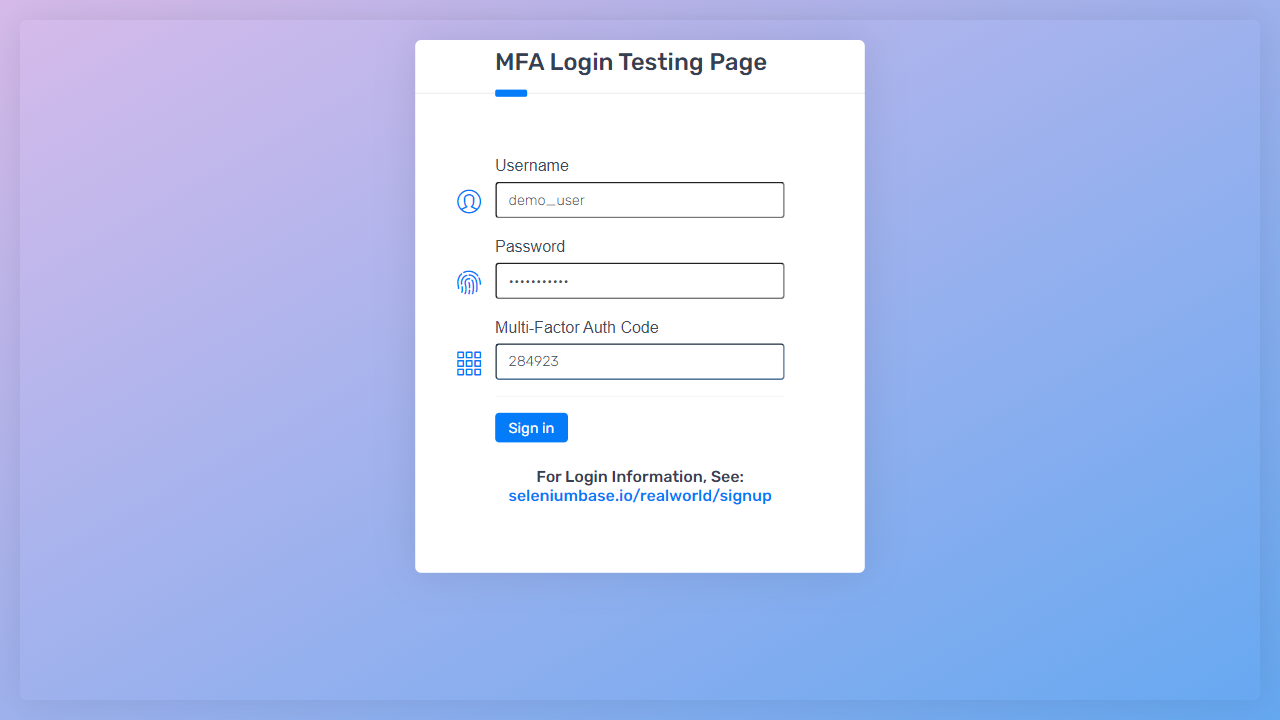 MFA Login Testing Page
Username
demo_user
Password
•••••••••••
Multi-Factor Auth Code
284923
Sign in
For Login Information, See:
seleniumbase.io/realworld/signup